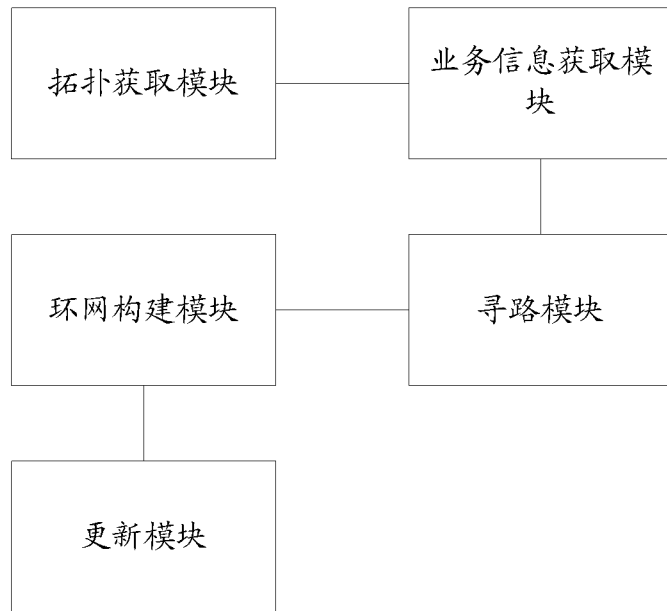 拓扑获取模块
业务信息获取模
块
环网构建模块
寻路模块
更新模块